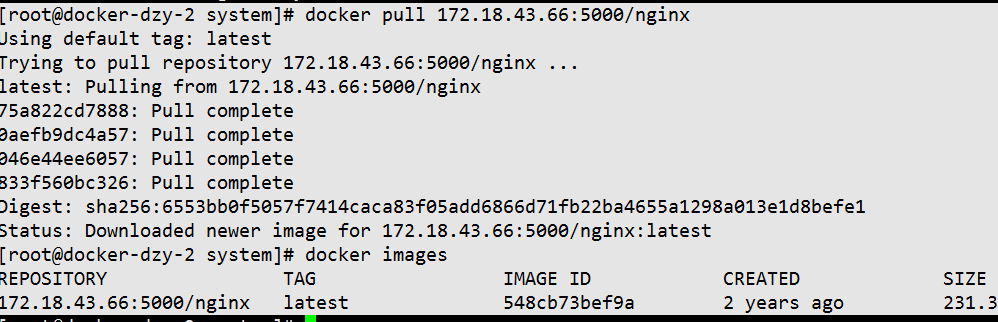 [root@docker-dzy-2 system]# docker pull 172.18.43.66:5000/nginx
Using default tag: latest
Trying to pull repository 172.18.43.66:5000/nginx ...
latest: Pulling from 172.18.43.66:5000/nginx
75a822cd7888: Pull complete
0aefb9dc4a57: Pull complete
046e44ee6057: Pull complete
833f560bc326: Pull complete
Digest: sha256:6553bb0f5057f7414caca83f05add6866d71fb22ba4655a1298a013e1d8befe1
Status: Downloaded newer image for 172.18.43.66:5000/nginx:latest
[root@docker-dzy-2 system]# docker images
REPOSITORY TAG IMAGE ID CREATED SIZE
172.18.43.66:5000/nginx latest 548cb73bef9a 2 years ago 231.3